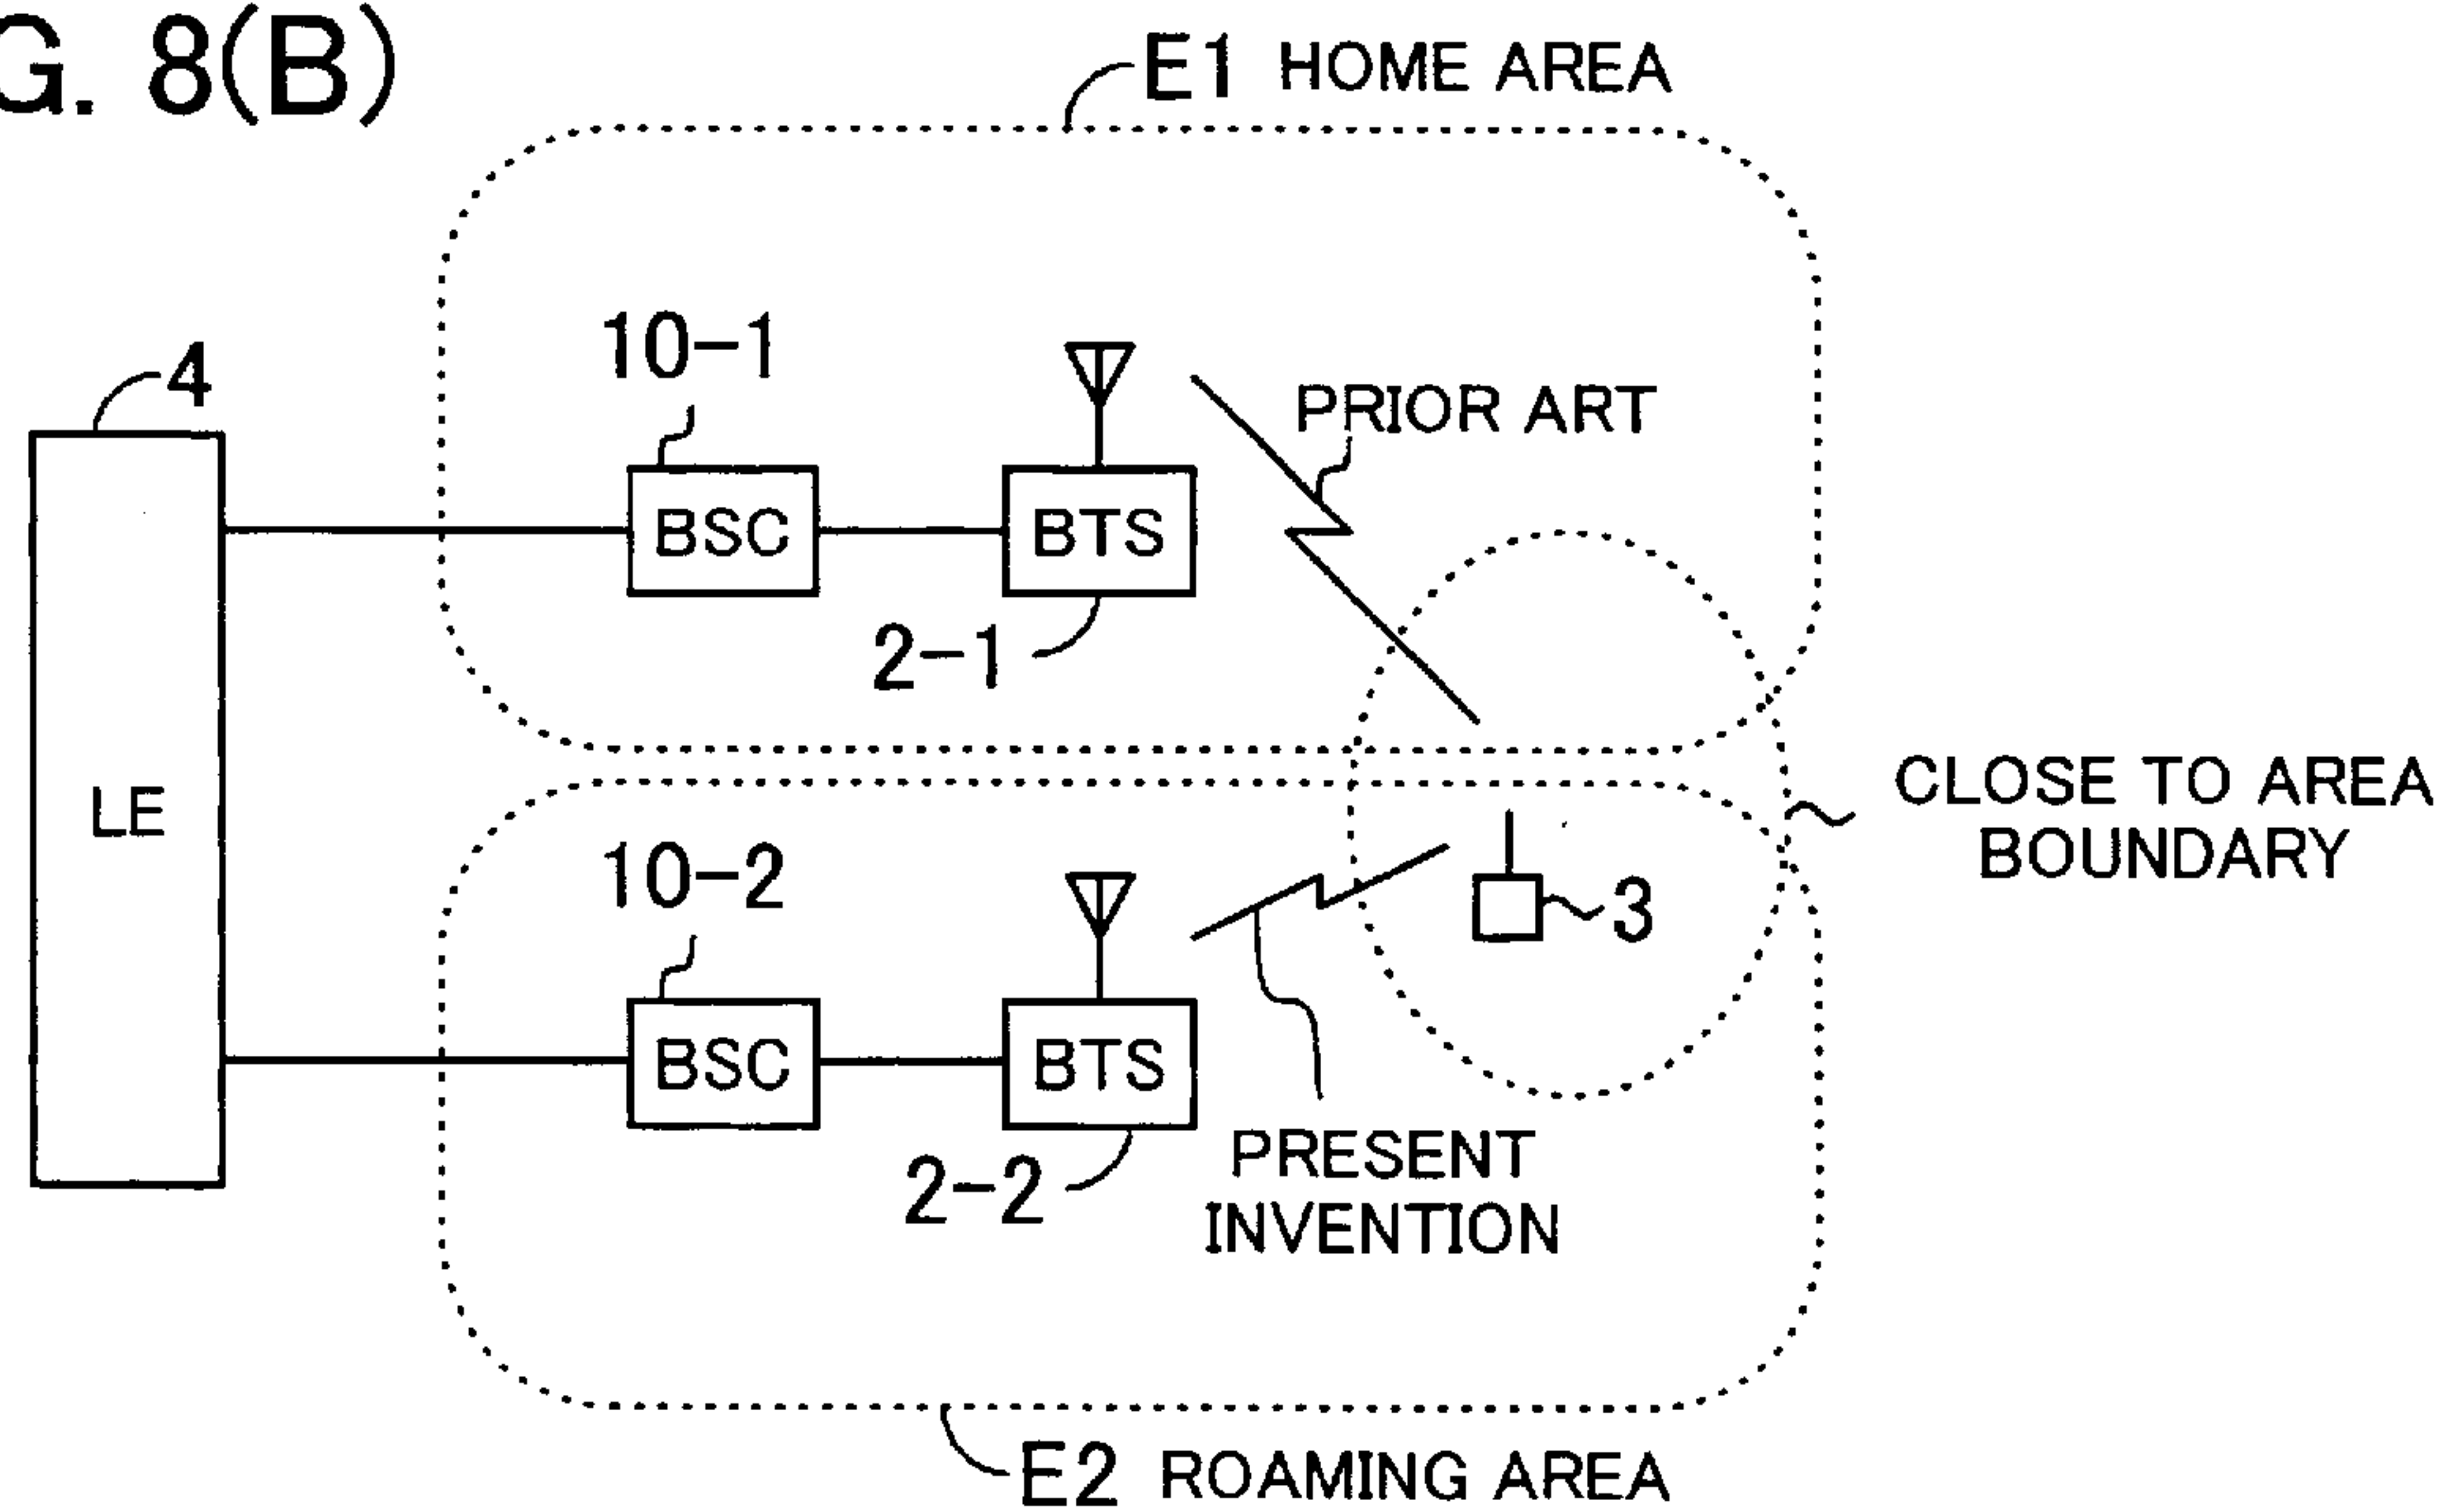 G. 8(B)
E1 HOME AREA
4
10-1
PRIOR ART
BSC
BTS
2-1
LE
CLOSE TO AREA
BOUNDARY
10-2
3
BSC
BTS
2-2
PRESENT
INVENTION
E2 ROAMING AREA